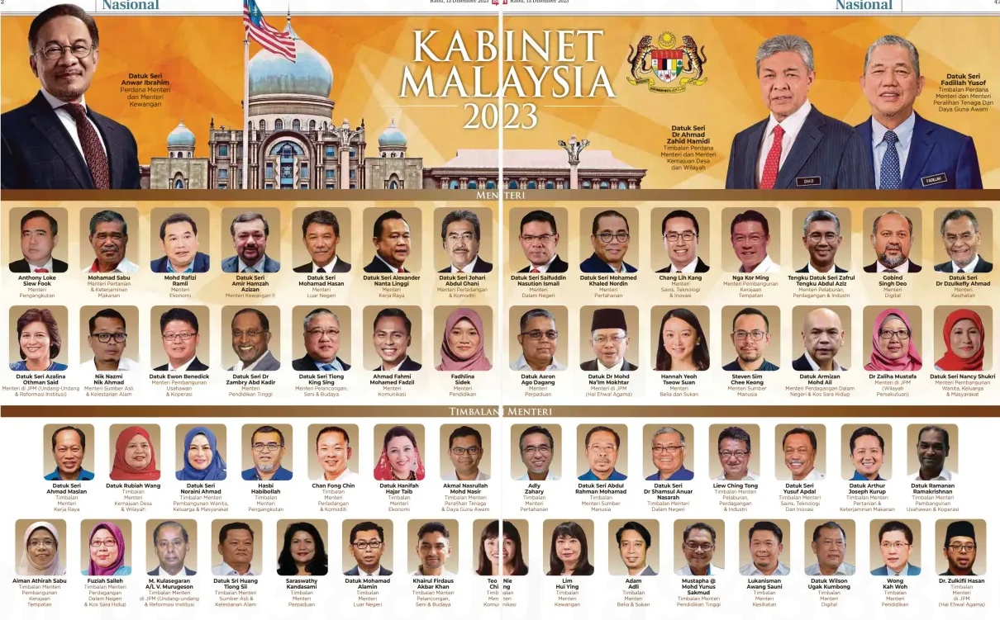 2
Nasional
Rabu, 13 Disember 2023
BH
Rabu, 13 Disember 2023
Nasional
47
KABINET
MALAYSIA
2023
Datuk Seri
Anwar Ibrahim
Perdana Menteri
dan Menteri
Kewangan
Datuk Seri
Dr Ahmad
Zahid Hamidi
Timbalan Perdana
Menteri dan Menteri
Kemajuan Desa
dan Wilayah
ZAHID
FADILLAH
Datuk Seri
Fadillah Yusof
Timbalan Perdana
Menteri dan Menteri
Peralihan Tenaga Dan
Daya Guna Awam
MENTERI
Anthony Loke
Siew Fook
Menteri
Pengangkutan
Mohamad Sabu
Menteri Pertanian
& Keterjaminan
Makanan
Mohd Rafizi
Ramli
Menteri
Ekonomi
Datuk Seri
Amir Hamzah
Azizan
Menteri Kewangan II
Datuk Seri
Mohamad Hasan
Menteri
Luar Negeri
Datuk Seri Alexander
Nanta Linggi
Menteri
Kerja Raya
Datuk Seri Johari
Abdul Ghani
Menteri Perladangan
& Komoditi
Datuk Seri Saifuddin
Nasution Ismail
Menteri
Dalam Negeri
Datuk Seri Mohamed
Khaled Nordin
Menteri
Pertahanan
Chang Lih Kang
Menteri
Sains, Teknologi
& Inovasi
Nga Kor Ming
Menteri Pembangunan
Kerajaan
Tempatan
Tengku Datuk Seri Zafrul
Tengku Abdul Aziz
Menteri Pelaburan,
Perdagangan & Industri
Gobind
Singh Deo
Menteri
Digital
Datuk Seri
Dr Dzulkefly Ahmad
Menteri
Kesihatan
Datuk Seri Azalina
Othman Said
Menteri di JPM (Undang-Undang
& Reformasi Institusi)
Nik Nazmi
Nik Ahmad
Menteri Sumber Asli
& Kelestarian Alam
Datuk Ewon Benedick
Menteri Pembangunan
Usahawan
& Koperasi
Datuk Seri Dr
Zambry Abd Kadir
Menteri
Pendidikan Tinggi
Datuk Seri Tiong
King Sing
Menteri Pelancongan,
Seni & Budaya
Ahmad Fahmi
Mohamed Fadzil
Menteri
Komunikasi
Fadhlina
Sidek
Menteri
Pendidikan
Datuk Aaron
Ago Dagang
Menteri
Perpaduan
Datuk Dr Mohd
Na'im Mokhtar
Menteri di JPM
(Hal Ehwal Agama)
Hannah Yeoh
Tseow Suan
Menteri
Belia dan Sukan
Steven Sim
Chee Keong
Menteri Sumber
Manusia
Datuk Armizan
Mohd Ali
Menteri Perdagangan Dalam
Negeri & Kos Sara Hidup
Dr Zaliha Mustafa
Menteri di JPM
(Wilayah
Persekutuan)
Datuk Seri Nancy Shukri
Menteri Pembangunan
Wanita, Keluarga
& Masyarakat
TIMBALAN MENTERI
Datuk Seri
Ahmad Maslan
Timbalan
Menteri
Kerja Raya
Datuk Rubiah Wang
Timbalan
Menteri
Kemajuan Desa
& Wilayah
Datuk Seri
Noraini Ahmad
Timbalan Menteri
Pembangunan Wanita,
Keluarga & Masyarakat
Hasbi
Habibollah
Timbalan
Menteri
Pengangkutan
Chan Fong Chin
Timbalan
Menteri
Perladagan
& Komoditi
Datuk Hanifah
Hajar Taib
Timbalan
Menteri
Ekonomi
Akmal Nasrullah
Mohd Nasir
Timbalan Menteri
Peralihan Tenaga
& Daya Guna Awam
Adly
Zahary
Timbalan
Menteri
Pertahanan
Datuk Seri Abdul
Rahman Mohamad
Timbalan
Menteri Sumber
Manusia
Datuk Seri
Dr Shamsul Anuar
Nasarah
Timbalan Menteri
Dalam Negeri
Liew Ching Tong
Timbalan Menteri
Pelaburan,
Perdagangan
& Industri
Datuk Seri
Yusuf Apdal
Timbalan Menteri
Sains, Teknologi
Dan Inovasi
Datuk Arthur
Joseph Kurup
Timbalan Menteri
Pertanian &
Keterjaminan Makanan
Datuk Ramanan
Ramakrishnan
Timbalan Menteri
Pembangunan
Usahawan & Koperasi
Aiman Athirah Sabu
Timbalan Menteri
Pembangunan
Kerajaan
Tempatan
Fuziah Salleh
Timbalan Menteri
Perdagangan
Dalam Negeri
& Kos Sara Hidup
M. Kulasegaran
A/L V. Murugeson
Timbalan Menteri
di JPM (Undang-undang
& Reformasi Institusi
Datuk Sri Huang
Tiong Sii
Timbalan Menteri
Sumber Asli &
Kelestarian Alam
Saraswathy
Kandasami
Timbalan
Menteri
Perpaduan
Datuk Mohamad
Alamin
Timbalan
Menteri
Luar Negeri
Khairul Firdaus
Akbar Khan
Timbalan Menteri
Pelancongan,
Seni & Budaya
Teo Nie
Ching
Timbalan
Menteri
Komunikasi
Lim
Hui Ying
Timbalan
Menteri
Kewangan
Adam
Adli
Timbalan
Menteri
Belia & Sukan
Mustapha @
Mohd Yunus
Sakmud
Timbalan Menteri
Pendidikan Tinggi
Lukanisman
Awang Sauni
Timbalan
Menteri
Kesihatan
Datuk Wilson
Ugak Kumbong
Timbalan
Menteri
Digital
Wong
Kah Woh
Timbalan
Menteri
Pendidikan
Dr. Zulkifli Hasan
Timbalan
Menteri
di JPM
(Hal Ehwal Agama)